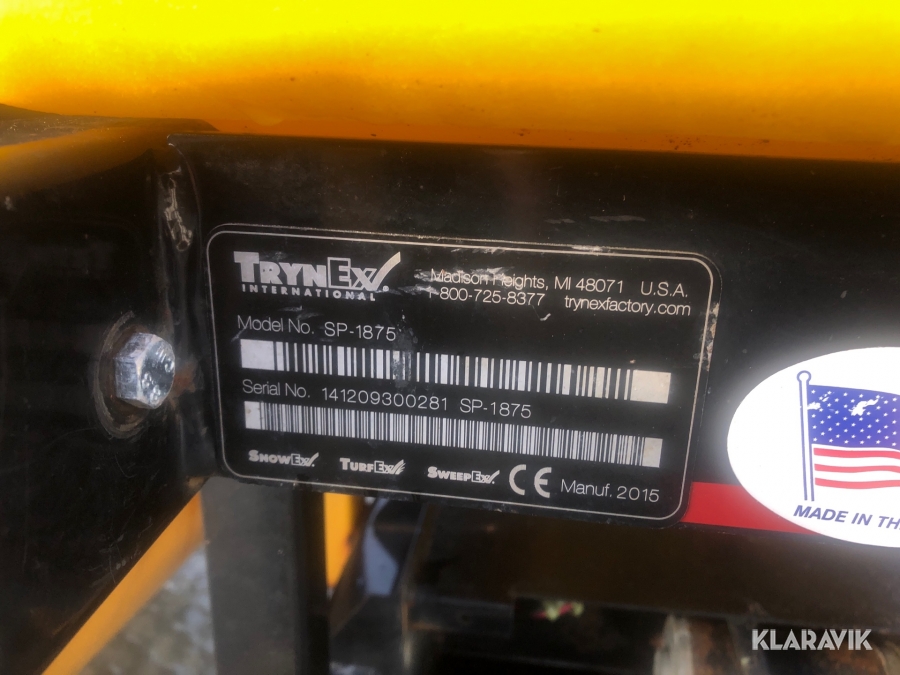 TRYNEX
INTERNATIONAL
Madison Heights, MI 48071 U.S.A.
1-800-725-8377 trynexfactory.com
Model No. SP-1875
Serial No. 141209300281 SP-1875
SNOWEX. TURFEX SWEEPEX. CE Manuf. 2015
MADE IN TH
KLARAVIK